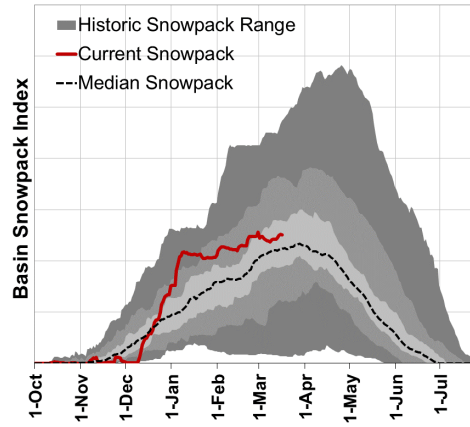 Historic Snowpack Range
Current Snowpack
Median Snowpack
Basin Snowpack Index
1-Oct
1-Nov
1-Dec
1-Jan
1-Feb
1-Mar
1-Apr
1-May
1-Jun
1-Jul